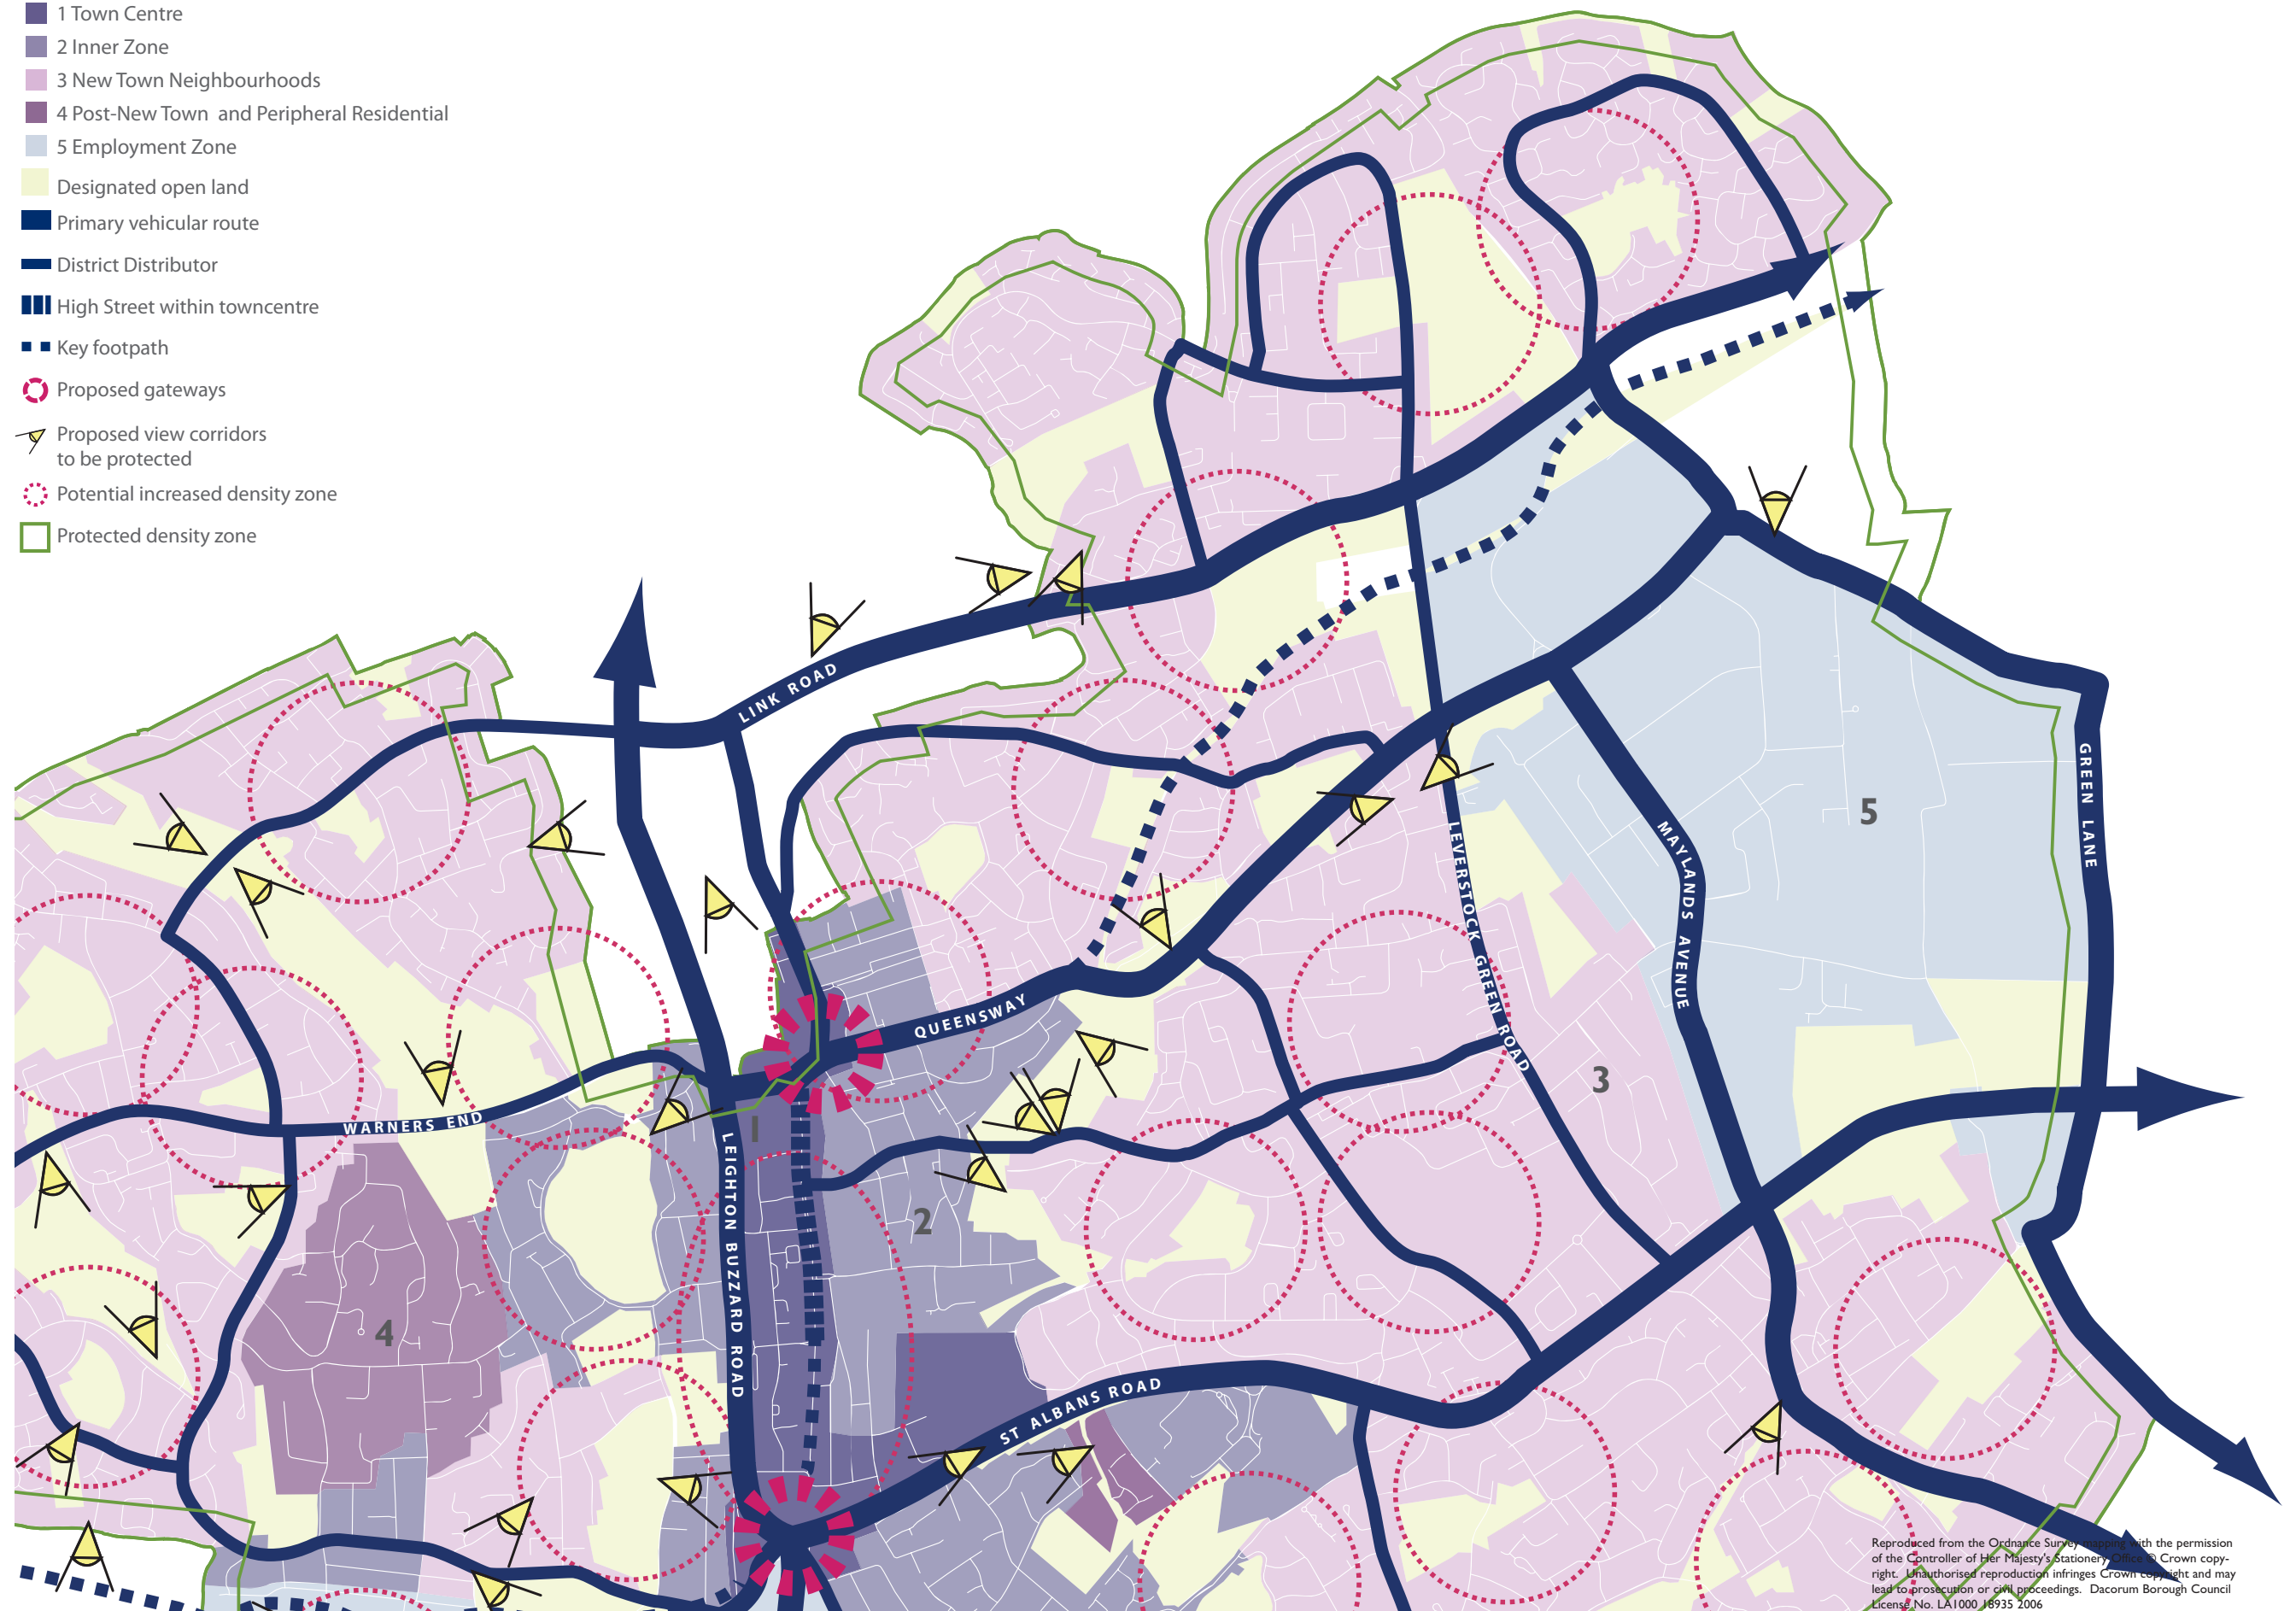 1 Town Centre
2 Inner Zone
3 New Town Neighbourhoods
4 Post-New Town and Peripheral Residential
5 Employment Zone
Designated open land
Primary vehicular route
District Distributor
High Street within towncentre
Key footpath
Proposed gateways
Proposed view corridors
to be protected
Potential increased density zone
Protected density zone
LINK ROAD
GREEN LANE
5
MAYLANDS AVENUE
LEVERSTOCK GREEN ROAD
QUEENSWAY
3
WARNERS END
1
LEIGHTON BUZZARD ROAD
2
4
ST ALBANS ROAD
Reproduced from the Ordnance Survey mapping with the permission
of the Controller of Her Majesty's Stationery Office © Crown copy-
right. Unauthorised reproduction infringes Crown copyright and may
lead to prosecution or civil proceedings. Dacorum Borough Council
License No. LA1000 18935 2006